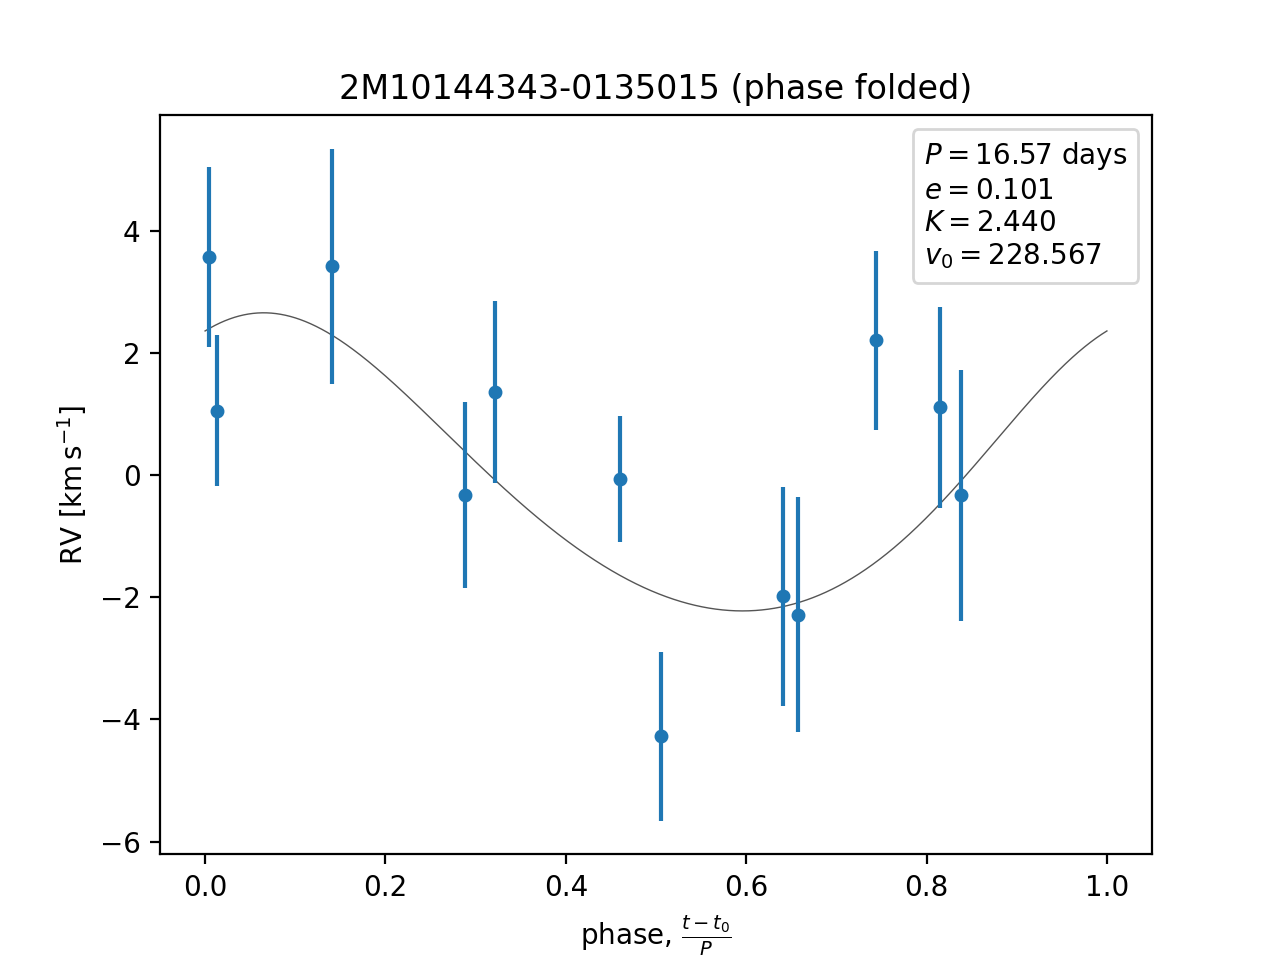 2M10144343-0135015 (phase folded)
P = 16.57 days
e = 0.101
K = 2.440
v₀ = 228.567
RV [km s⁻¹]
4
2
0
−2
−4
−6
0.0 0.2 0.4 0.6 0.8 1.0
phase, (t − t₀)/P